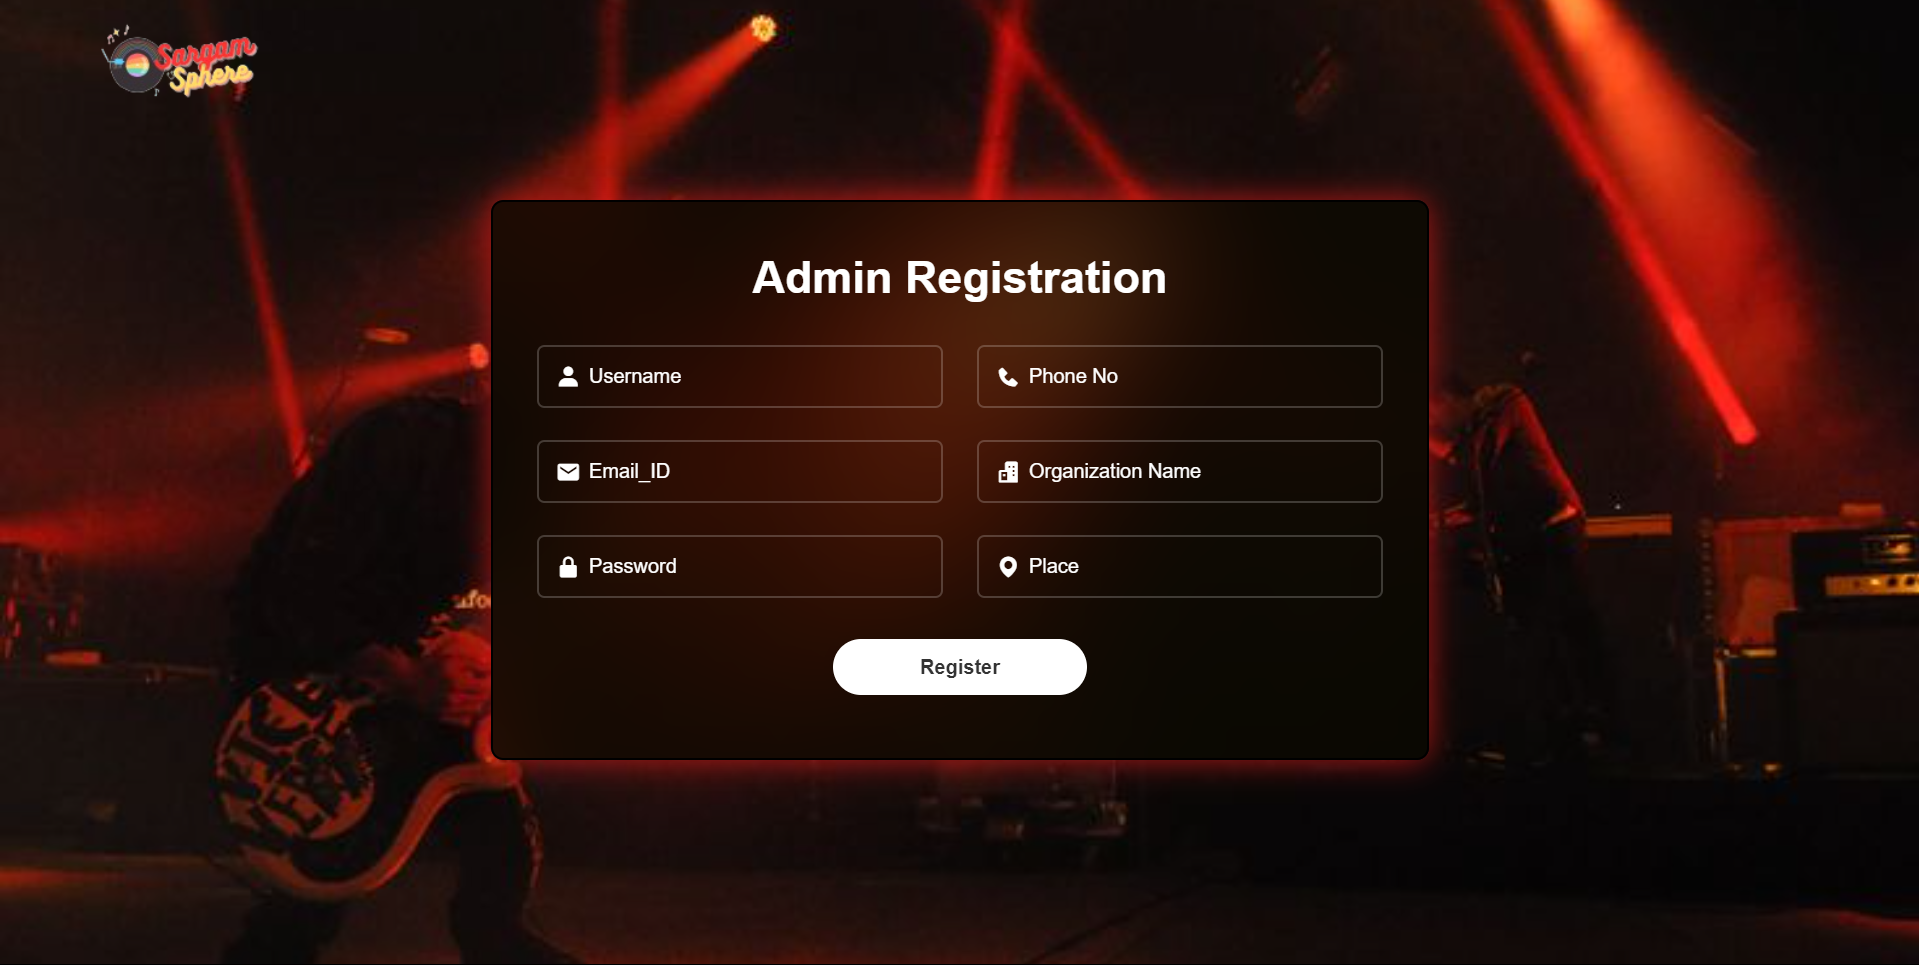 Sargam
Sphere
Admin Registration
Username
Phone No
Email_ID
Organization Name
Password
Place
Register